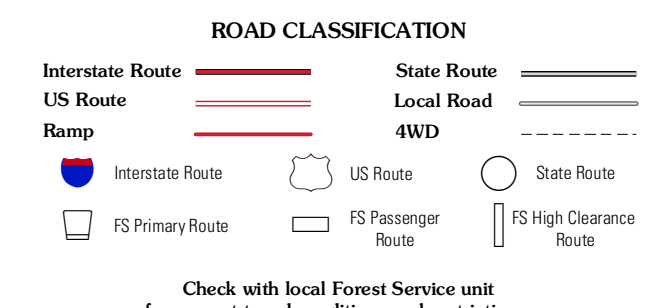 ROAD CLASSIFICATION
Interstate Route
State Route
US Route
Local Road
Ramp
4WD
Interstate Route
US Route
State Route
FS Primary Route
FS Passenger
Route
FS High Clearance
Route
Check with local Forest Service unit